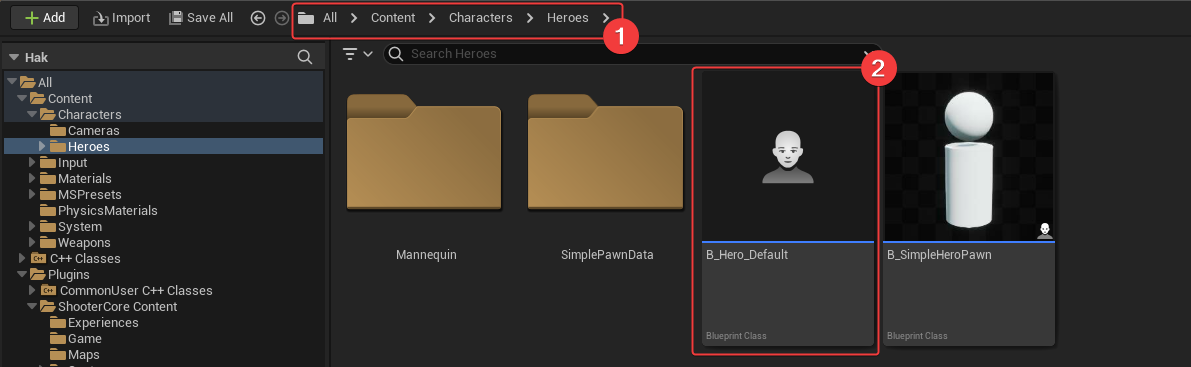 Add Import Save All All Content Characters Heroes
1
Hak
Search Heroes
2
All
Content
Characters
Cameras
Heroes
Input
Materials
MSPresets
PhysicsMaterials
System
Weapons
C++ Classes
Plugins
CommonUser C++ Classes
ShooterCore Content
Experiences
Game
Maps
Mannequin
SimplePawnData
B_Hero_Default
Blueprint Class
B_SimpleHeroPawn
Blueprint Class